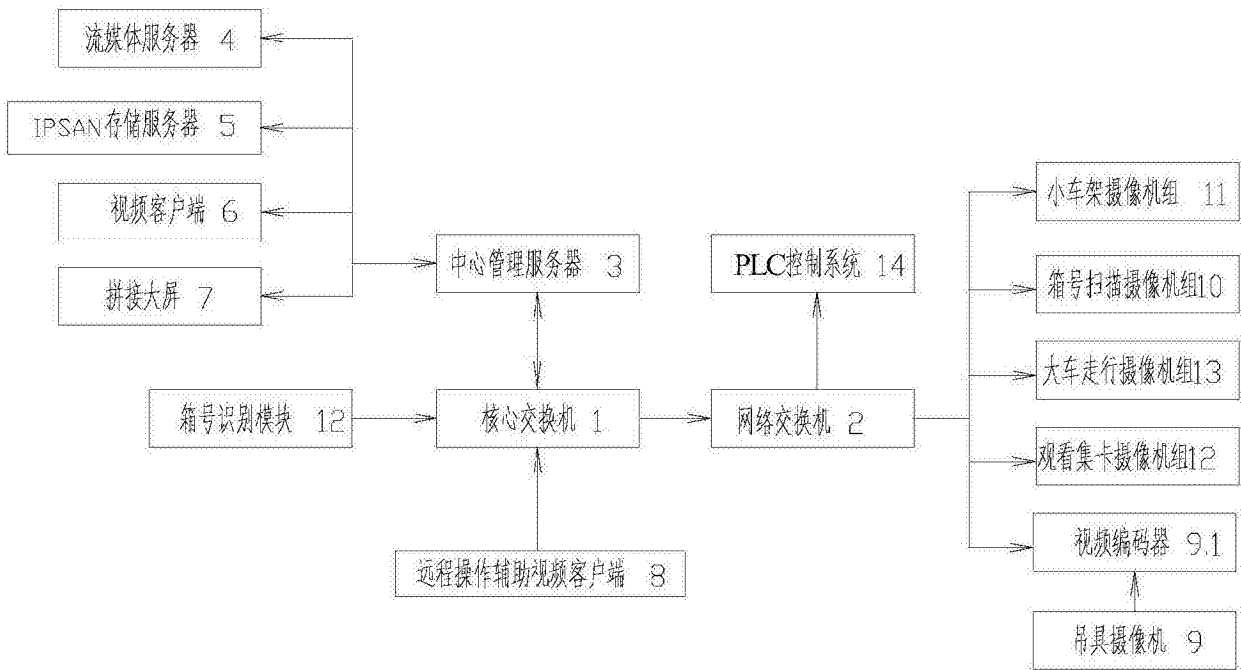 流媒体服务器 4
IPSAN存储服务器 5
视频客户端 6
拼接大屏 7
中心管理服务器 3
PLC控制系统 14
箱号识别模块 12
核心交换机 1
网络交换机 2
远程操作辅助视频客户端 8
小车架摄像机组 11
箱号扫描摄像机组10
大车走行摄像机组13
观看集卡摄像机组12
视频编码器 9.1
吊具摄像机 9